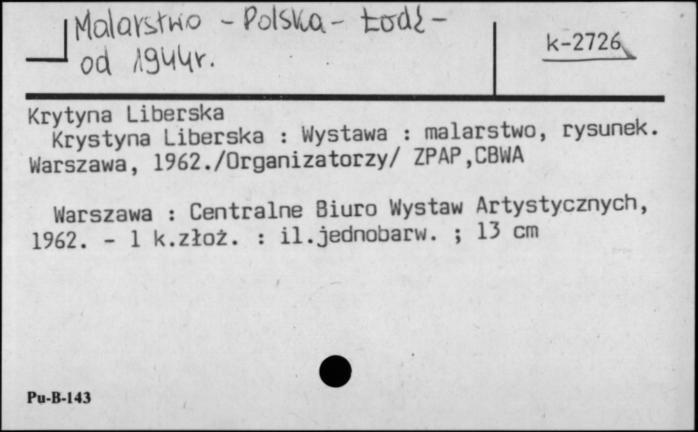 Malarstwo - Polska - Łódź -
od 1944r.
k-2726
Krytyna Liberska
Krystyna Liberska : Wystawa : malarstwo, rysunek.
Warszawa, 1962./Organizatorzy/ ZPAP,CBWA
Warszawa : Centralne Biuro Wystaw Artystycznych,
1962. - 1 k.złoż. : il.jednobarw. ; 13 cm
Pu-B-143